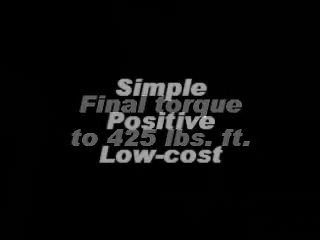 Simple
Final torque
Positive
to 425 lbs. ft.
Low-cost